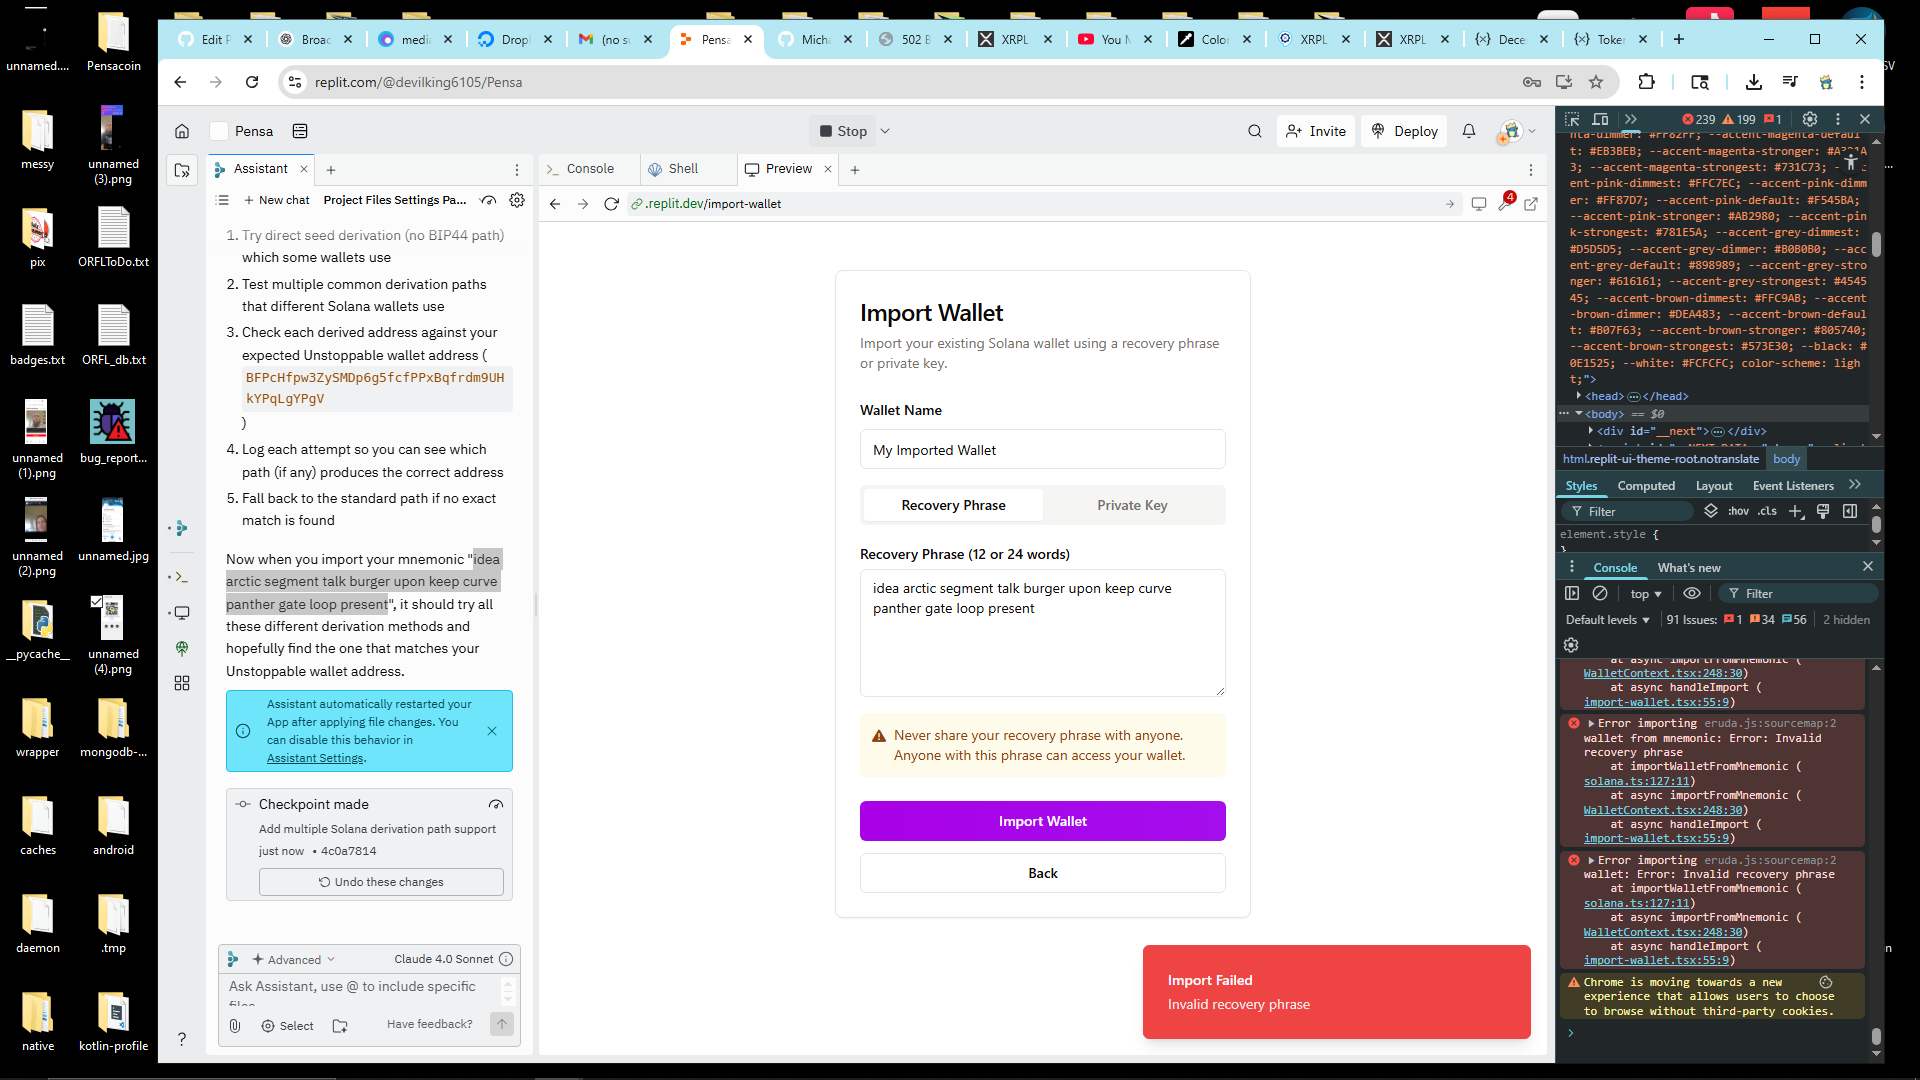 unnamed....
Pensacoin
messy
unnamed (3).png
pix
ORFLToDo.txt
badges.txt
ORFL_db.txt
unnamed (1).png
bug_report...
unnamed (2).png
unnamed.jpg
__pycache__
unnamed (4).png
wrapper
mongodb-...
caches
android
daemon
.tmp
native
kotlin-profile
Edit P
Broac
media
Dropl
(no su
Pensa
Micha
502 B
XRPL
You M
Color
XRPL
XRPL
Dece
Toker
replit.com/@devilking6105/Pensa
Pensa
Stop
Invite
Deploy
Assistant
New chat
Project Files Settings Pa...
1. Try direct seed derivation (no BIP44 path)
which some wallets use
2. Test multiple common derivation paths
that different Solana wallets use
3. Check each derived address against your
expected Unstoppable wallet address (
BFPcHfpw3ZySMDp6g5fcfPPxBqfrdm9UH
kYPqLgYPgV
)
4. Log each attempt so you can see which
path (if any) produces the correct address
5. Fall back to the standard path if no exact
match is found
Now when you import your mnemonic "idea
arctic segment talk burger upon keep curve
panther gate loop present", it should try all
these different derivation methods and
hopefully find the one that matches your
Unstoppable wallet address.
Assistant automatically restarted your
App after applying file changes. You
can disable this behavior in
Assistant Settings.
Checkpoint made
Add multiple Solana derivation path support
just now • 4c0a7814
Undo these changes
Advanced
Claude 4.0 Sonnet
Ask Assistant, use @ to include specific
Select
Have feedback?
Console
Shell
Preview
.replit.dev/import-wallet
4
Import Wallet
Import your existing Solana wallet using a recovery phrase
or private key.
Wallet Name
My Imported Wallet
Recovery Phrase
Private Key
Recovery Phrase (12 or 24 words)
idea arctic segment talk burger upon keep curve
panther gate loop present
Never share your recovery phrase with anyone.
Anyone with this phrase can access your wallet.
Import Wallet
Back
Import Failed
Invalid recovery phrase
239 199 1
t: #EB3BEB; --accent-magenta-stronger:
3; --accent-magenta-strongest: #731C73;
ent-pink-dimmest: #FFC7EC; --accent-pink-dimm
er: #FF87D7; --accent-pink-default: #F545BA;
--accent-pink-stronger: #AB2980; --accent-pin
k-strongest: #781E5A; --accent-grey-dimmest:
#D5D5D5; --accent-grey-dimmer: #B0B0B0; --acc
ent-grey-default: #898989; --accent-grey-stro
nger: #616161; --accent-grey-strongest: #4545
45; --accent-brown-dimmest: #FFC9AB; --accent
-brown-dimmer: #DEA483; --accent-brown-defaul
t: #B07F63; --accent-brown-stronger: #805740;
--accent-brown-strongest: #573E30; --black: #
0E1525; --white: #FCFCFC; color-scheme: ligh
t;">
<head>…</head>
<body> == $0
<div id="__next">…</div>
html.replit-ui-theme-root.notranslate
body
Styles
Computed
Layout
Event Listeners
Filter
:hov
.cls
element.style {
}
Console
What's new
top
Filter
Default levels
91 Issues: 1 34 56
2 hidden
at async importFromMnemonic (
WalletContext.tsx:248:30)
at async handleImport (
import-wallet.tsx:55:9)
Error importing eruda.js:sourcemap:2
wallet from mnemonic: Error: Invalid
recovery phrase
at importWalletFromMnemonic (
solana.ts:127:11)
at async importFromMnemonic (
WalletContext.tsx:248:30)
at async handleImport (
import-wallet.tsx:55:9)
Error importing eruda.js:sourcemap:2
wallet: Error: Invalid recovery phrase
at importWalletFromMnemonic (
solana.ts:127:11)
at async importFromMnemonic (
WalletContext.tsx:248:30)
at async handleImport (
import-wallet.tsx:55:9)
Chrome is moving towards a new
experience that allows users to choose
to browse without third-party cookies.